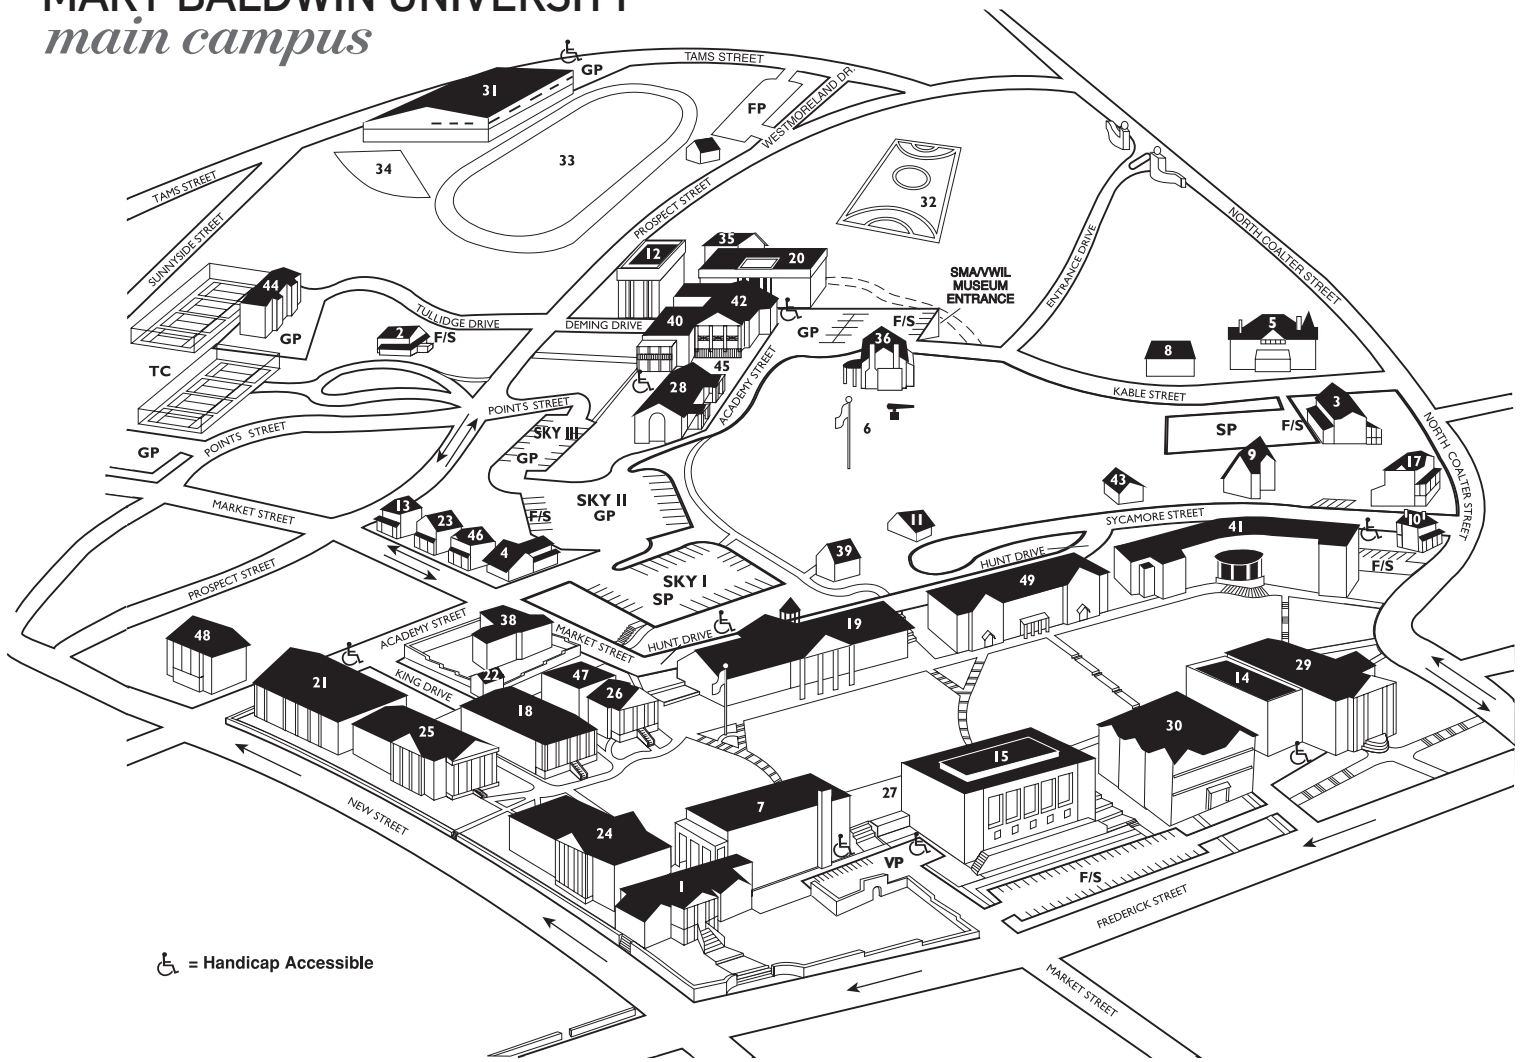 MARY BALDWIN UNIVERSITY
main campus
TAMS STREET
GP
31
FP
WESTMORELAND DR.
33
34
TAMS STREET
SUNNYSIDE STREET
PROSPECT STREET
32
NORTH COALTER STREET
ENTRANCE DRIVE
35
12
20
SMA/VWIL
MUSEUM
ENTRANCE
44
42
TULLIDGE DRIVE
DEMING DRIVE
40
GP
F/S
2
F/S
GP
36
5
8
TC
45
28
ACADEMY STREET
KABLE STREET
3
POINTS STREET
SKY III
GP
6
SP
F/S
NORTH COALTER STREET
POINTS STREET
GP
9
17
43
MARKET STREET
13
23
46
4
F/S
SKY II
GP
11
SYCAMORE STREET
41
10
39
HUNT DRIVE
F/S
PROSPECT STREET
SKY I
SP
49
ACADEMY STREET
38
MARKET STREET
HUNT DRIVE
19
48
22
47
26
KING DRIVE
21
18
25
14
29
30
15
NEW STREET
7
27
24
VP
1
F/S
FREDERICK STREET
= Handicap Accessible
MARKET STREET